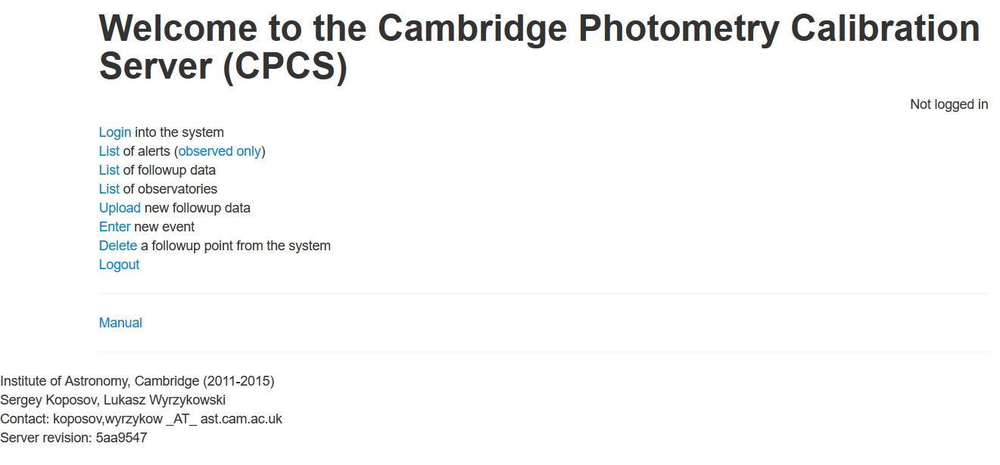 Welcome to the Cambridge Photometry Calibration
Server (CPCS)
Not logged in
Login into the system
List of alerts (observed only)
List of followup data
List of observatories
Upload new followup data
Enter new event
Delete a followup point from the system
Logout
Manual
Institute of Astronomy, Cambridge (2011-2015)
Sergey Koposov, Lukasz Wyrzykowski
Contact: koposov,wyrzykow _AT_ ast.cam.ac.uk
Server revision: 5aa9547